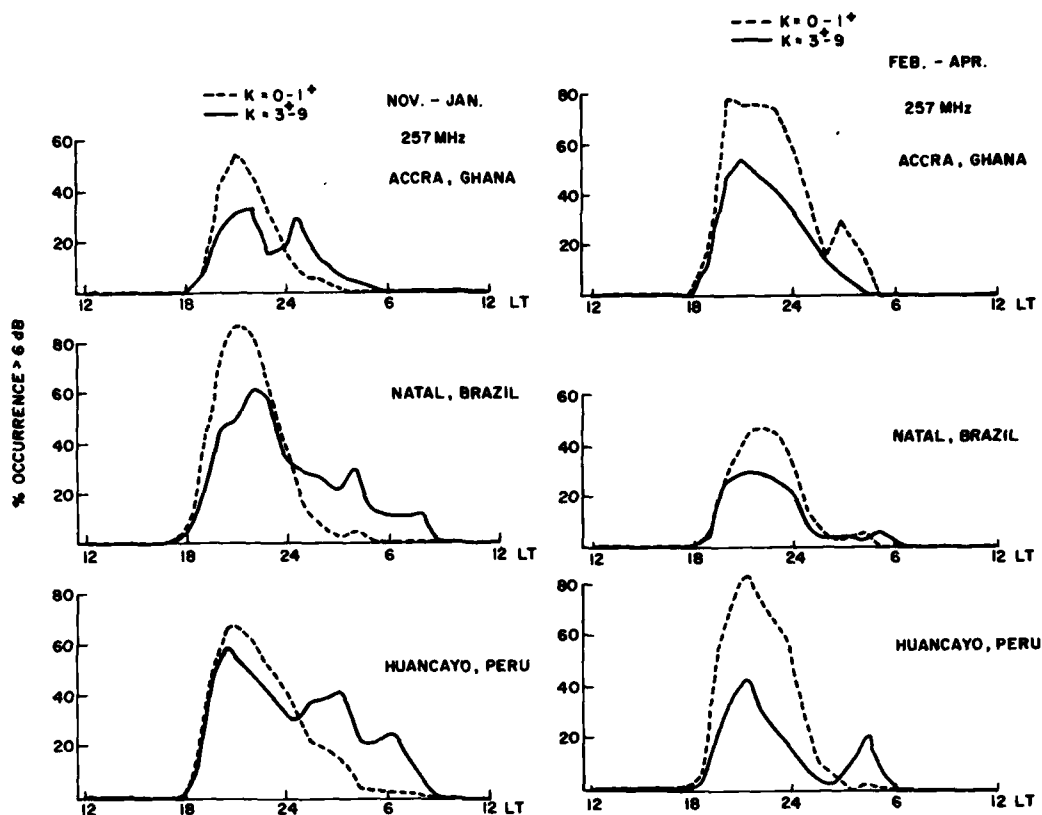 --- K = 0-1+
— K = 3+-9
NOV. - JAN.
257 MHz
ACCRA, GHANA
60
40
20
12 18 24 6 12 LT
% OCCURRENCE > 6 dB
NATAL, BRAZIL
80
60
40
20
12 18 24 6 12 LT
HUANCAYO, PERU
80
60
40
20
12 18 24 6 12 LT
--- K = 0-1+
— K = 3+-9
FEB. - APR.
257 MHz
ACCRA, GHANA
80
60
40
20
12 18 24 6 12 LT
NATAL, BRAZIL
60
40
20
12 18 24 6 12 LT
HUANCAYO, PERU
80
60
40
20
12 18 24 6 12 LT